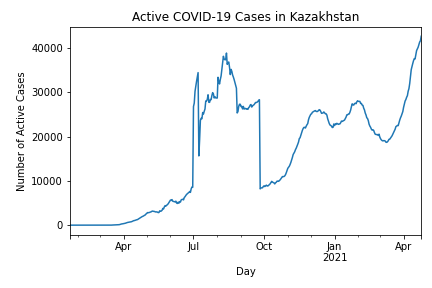 Active COVID-19 Cases in Kazakhstan
Number of Active Cases
40000
30000
20000
10000
0
Apr Jul Oct Jan Apr
2021
Day